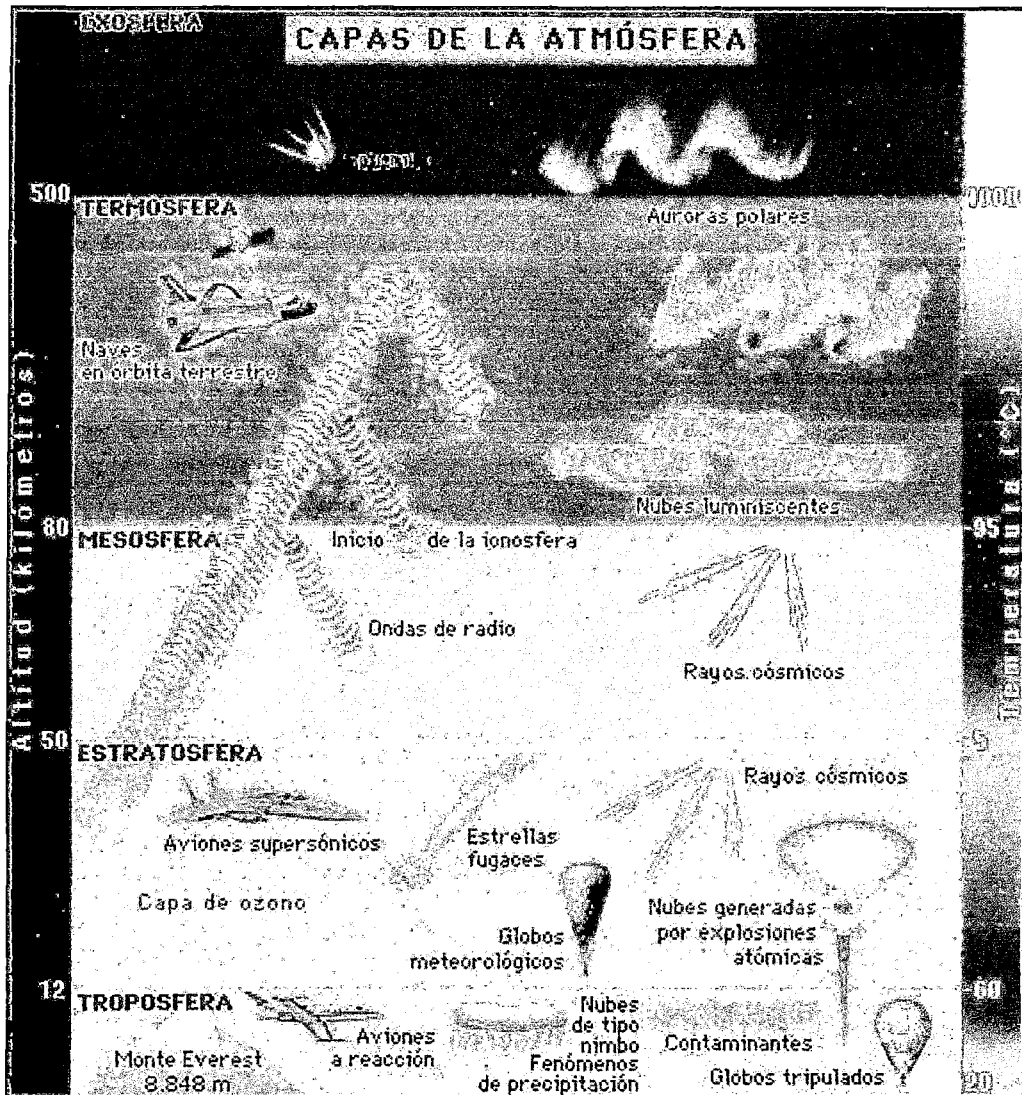 EXOSFERA
CAPAS DE LA ATMÓSFERA
500
TERMOSFERA
Auroras polares
Naves
en órbita terrestre
Nubes luminiscentes
80
-95
MESOSFERA
Inicio de la ionosfera
Ondas de radio
Rayos cósmicos
Altitud (kilometros)
Temperatura (°C)
50
-5
ESTRATOSFERA
Rayos cósmicos
Aviones supersónicos
Estrellas
fugaces
Capa de ozono
Nubes generadas
por explosiones
atómicas
Globos
meteorológicos
12
-60
TROPOSFERA
Aviones
a reacción
Nubes
de tipo
nimbo
Fenómenos
de precipitación
Contaminantes
Globos tripulados
Monte Everest
8.848 m
20